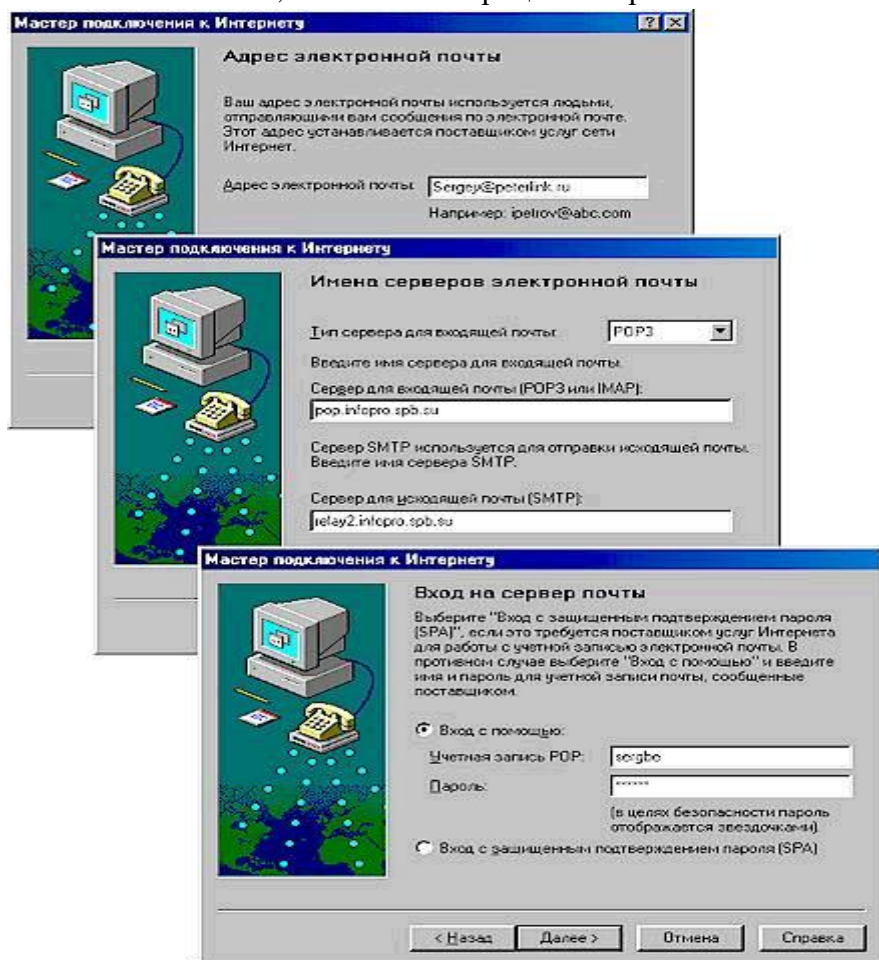 Мастер подключения к Интернету
Адрес электронной почты
Ваш адрес электронной почты используется людьми,
отправляющими вам сообщения по электронной почте.
Этот адрес устанавливается поставщиком услуг сети
Интернет.
Адрес электронной почты: Sergey@peterlink.ru
Например: ipetrov@abc.com
Мастер подключения к Интернету
Имена серверов электронной почты
Тип сервера для входящей почты: POP3
Введите имя сервера для входящей почты.
Сервер для входящей почты (POP3 или IMAP):
pop.infopro.spb.su
Сервер SMTP используется для отправки исходящей почты.
Введите имя сервера SMTP.
Сервер для исходящей почты (SMTP):
relay2.infopro.spb.su
Мастер подключения к Интернету
Вход на сервер почты
Выберите "Вход с защищенным подтверждением пароля
(SPA)", если это требуется поставщиком услуг Интернета
для работы с учетной записью электронной почты. В
противном случае выберите "Вход с помощью" и введите
имя и пароль для учетной записи почты, сообщенные
поставщиком.
Вход с помощью:
Учетная запись POP: sergbe
Пароль: ******
(в целях безопасности пароль
отображается звездочками)
Вход с защищенным подтверждением пароля (SPA)
< Назад Далее > Отмена Справка